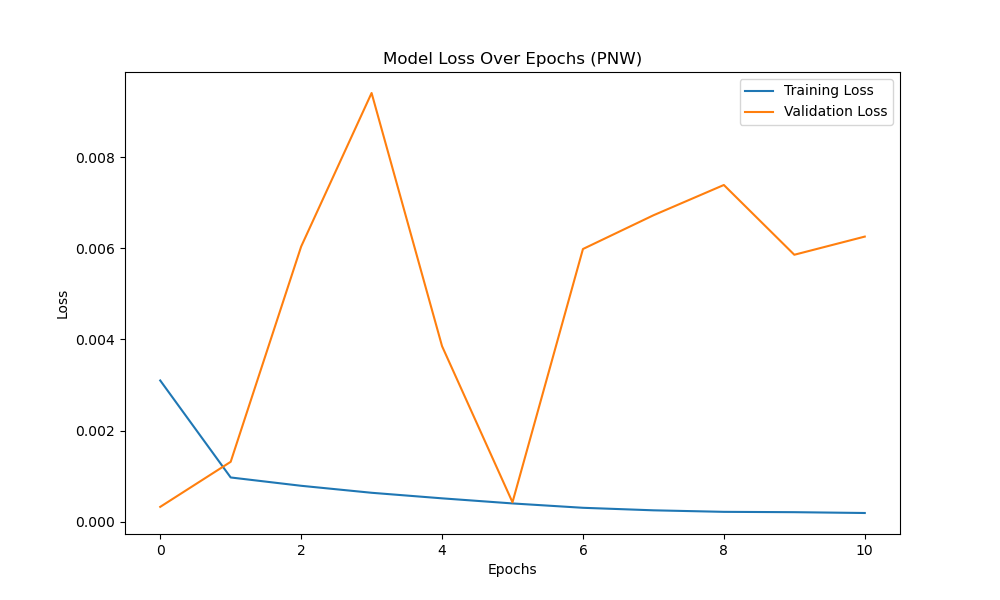 Model Loss Over Epochs (PNW)
Training Loss
Validation Loss
0.008
0.006
0.004
0.002
0.000
Loss
0 2 4 6 8 10
Epochs